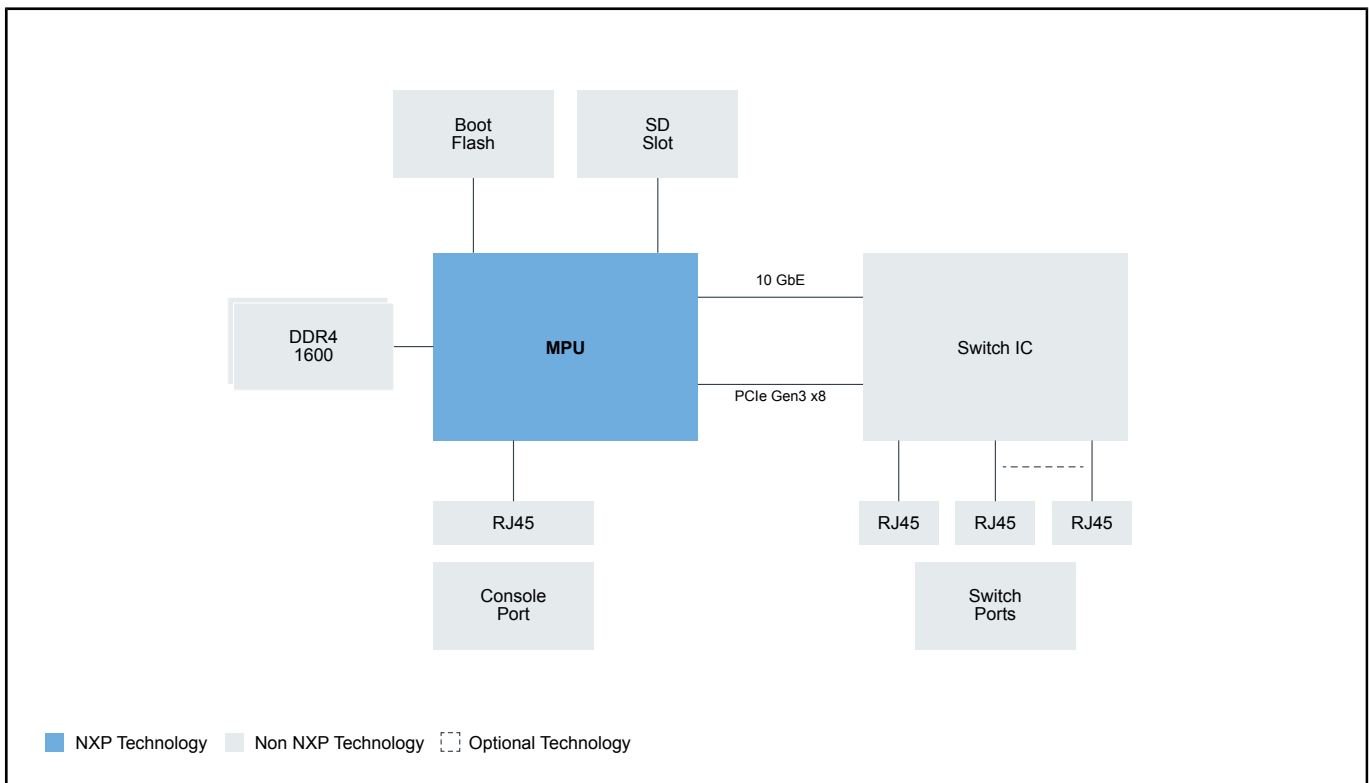 Boot
Flash
SD
Slot
10 GbE
DDR4
1600
MPU
Switch IC
PCIe Gen3 x8
RJ45
RJ45
RJ45
RJ45
Console
Port
Switch
Ports
NXP Technology
Non NXP Technology
Optional Technology